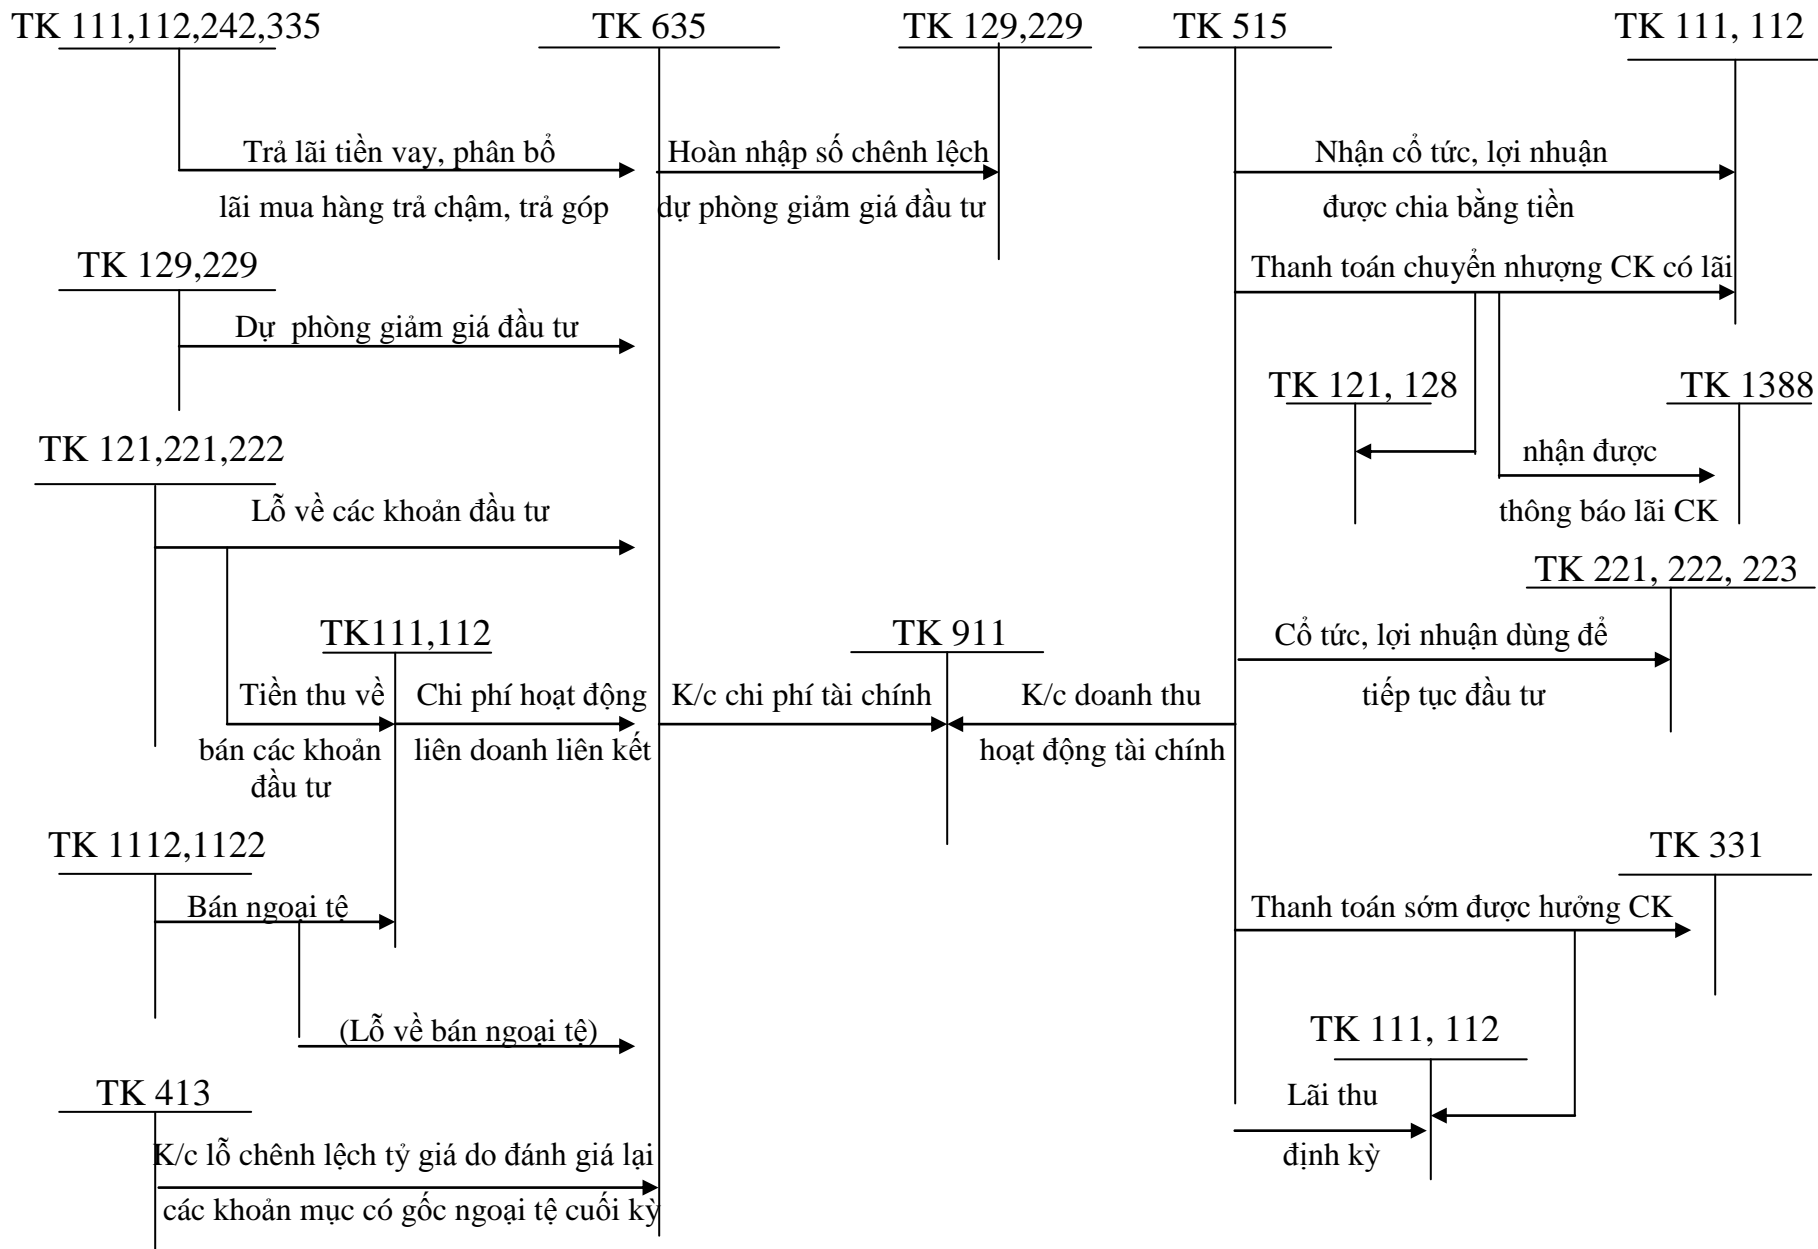 TK 111,112,242,335
TK 635
TK 129,229
TK 515
TK 111, 112
Trả lãi tiền vay, phân bổ
lãi mua hàng trả chậm, trả góp
Hoàn nhập số chênh lệch
dự phòng giảm giá đầu tư
Nhận cổ tức, lợi nhuận
được chia bằng tiền
TK 129,229
Thanh toán chuyển nhượng CK có lãi
Dự phòng giảm giá đầu tư
TK 121, 128
TK 1388
TK 121,221,222
nhận được
thông báo lãi CK
Lỗ về các khoản đầu tư
TK 221, 222, 223
TK111,112
TK 911
Cổ tức, lợi nhuận dùng để
tiếp tục đầu tư
Tiền thu về
bán các khoản
đầu tư
Chi phí hoạt động
liên doanh liên kết
K/c chi phí tài chính
K/c doanh thu
hoạt động tài chính
TK 1112,1122
TK 331
Bán ngoại tệ
Thanh toán sớm được hưởng CK
(Lỗ về bán ngoại tệ)
TK 111, 112
TK 413
Lãi thu
định kỳ
K/c lỗ chênh lệch tỷ giá do đánh giá lại
các khoản mục có gốc ngoại tệ cuối kỳ